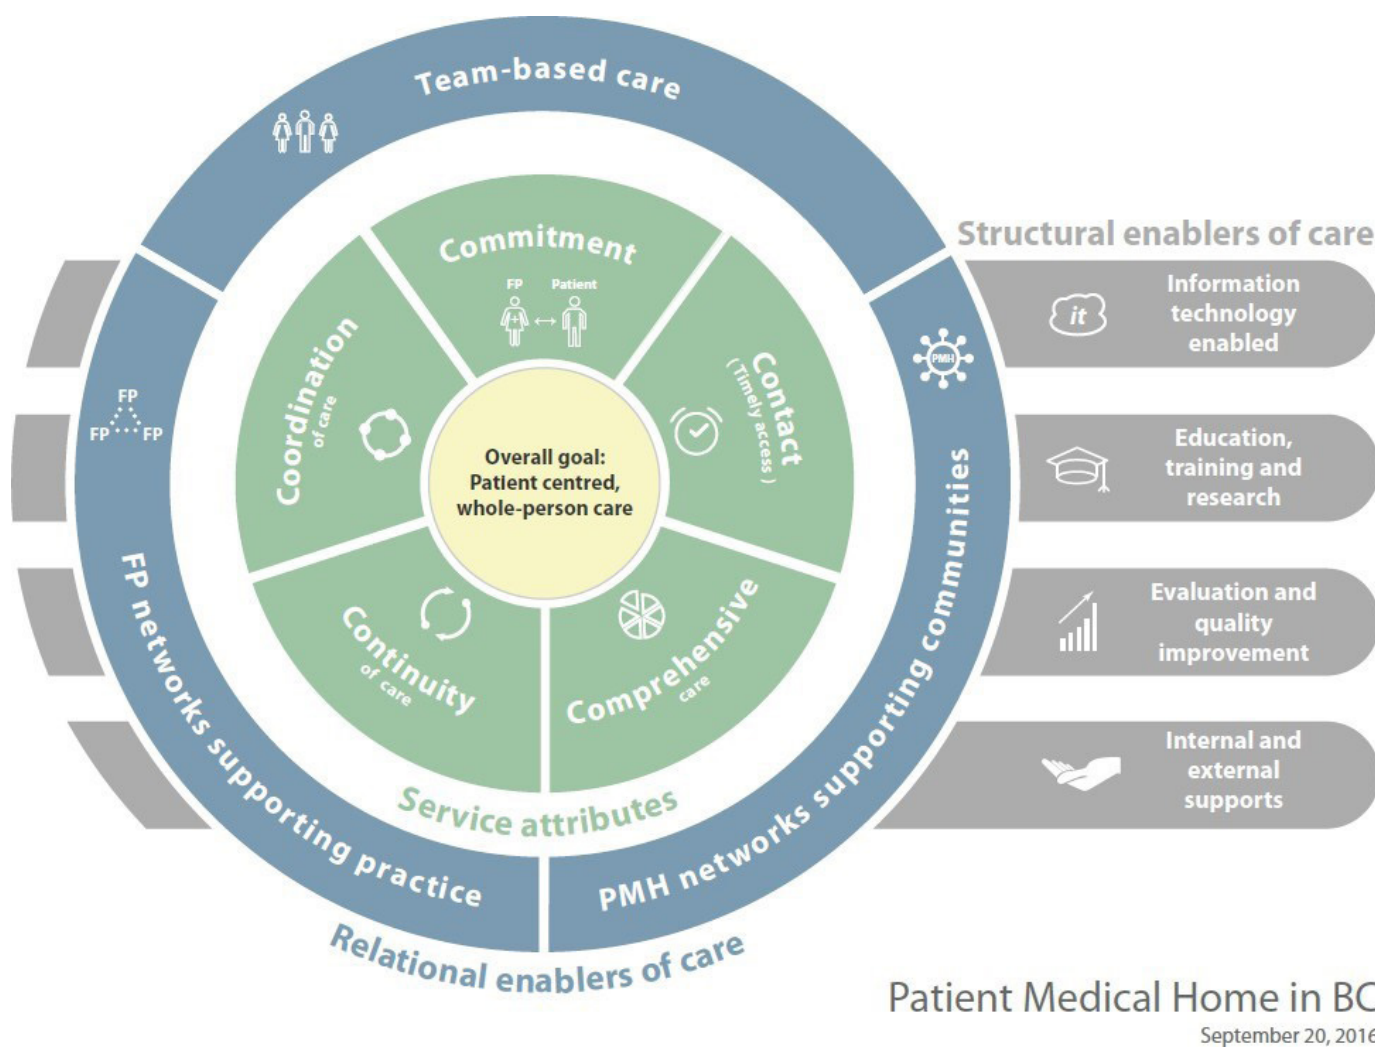 Team-based care
Structural enablers of care
Commitment
FP
Patient
Coordination
of care
Contact
(Timely access)
Overall goal:
Patient centred,
whole-person care
Continuity
of care
Comprehensive
care
Service attributes
FP
FP
FP
FP networks supporting practice
PMH
PMH networks supporting communities
Relational enablers of care
it
Information
technology
enabled
Education,
training and
research
Evaluation and
quality
improvement
Internal and
external
supports
Patient Medical Home in BC
September 20, 2016